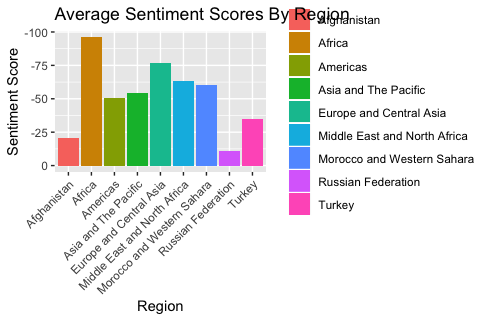 Average Sentiment Scores By Region
Sentiment Score
-100
-75
-50
-25
0
Afghanistan
Africa
Americas
Asia and The Pacific
Europe and Central Asia
Middle East and North Africa
Morocco and Western Sahara
Russian Federation
Turkey
Region
Afghanistan
Africa
Americas
Asia and The Pacific
Europe and Central Asia
Middle East and North Africa
Morocco and Western Sahara
Russian Federation
Turkey